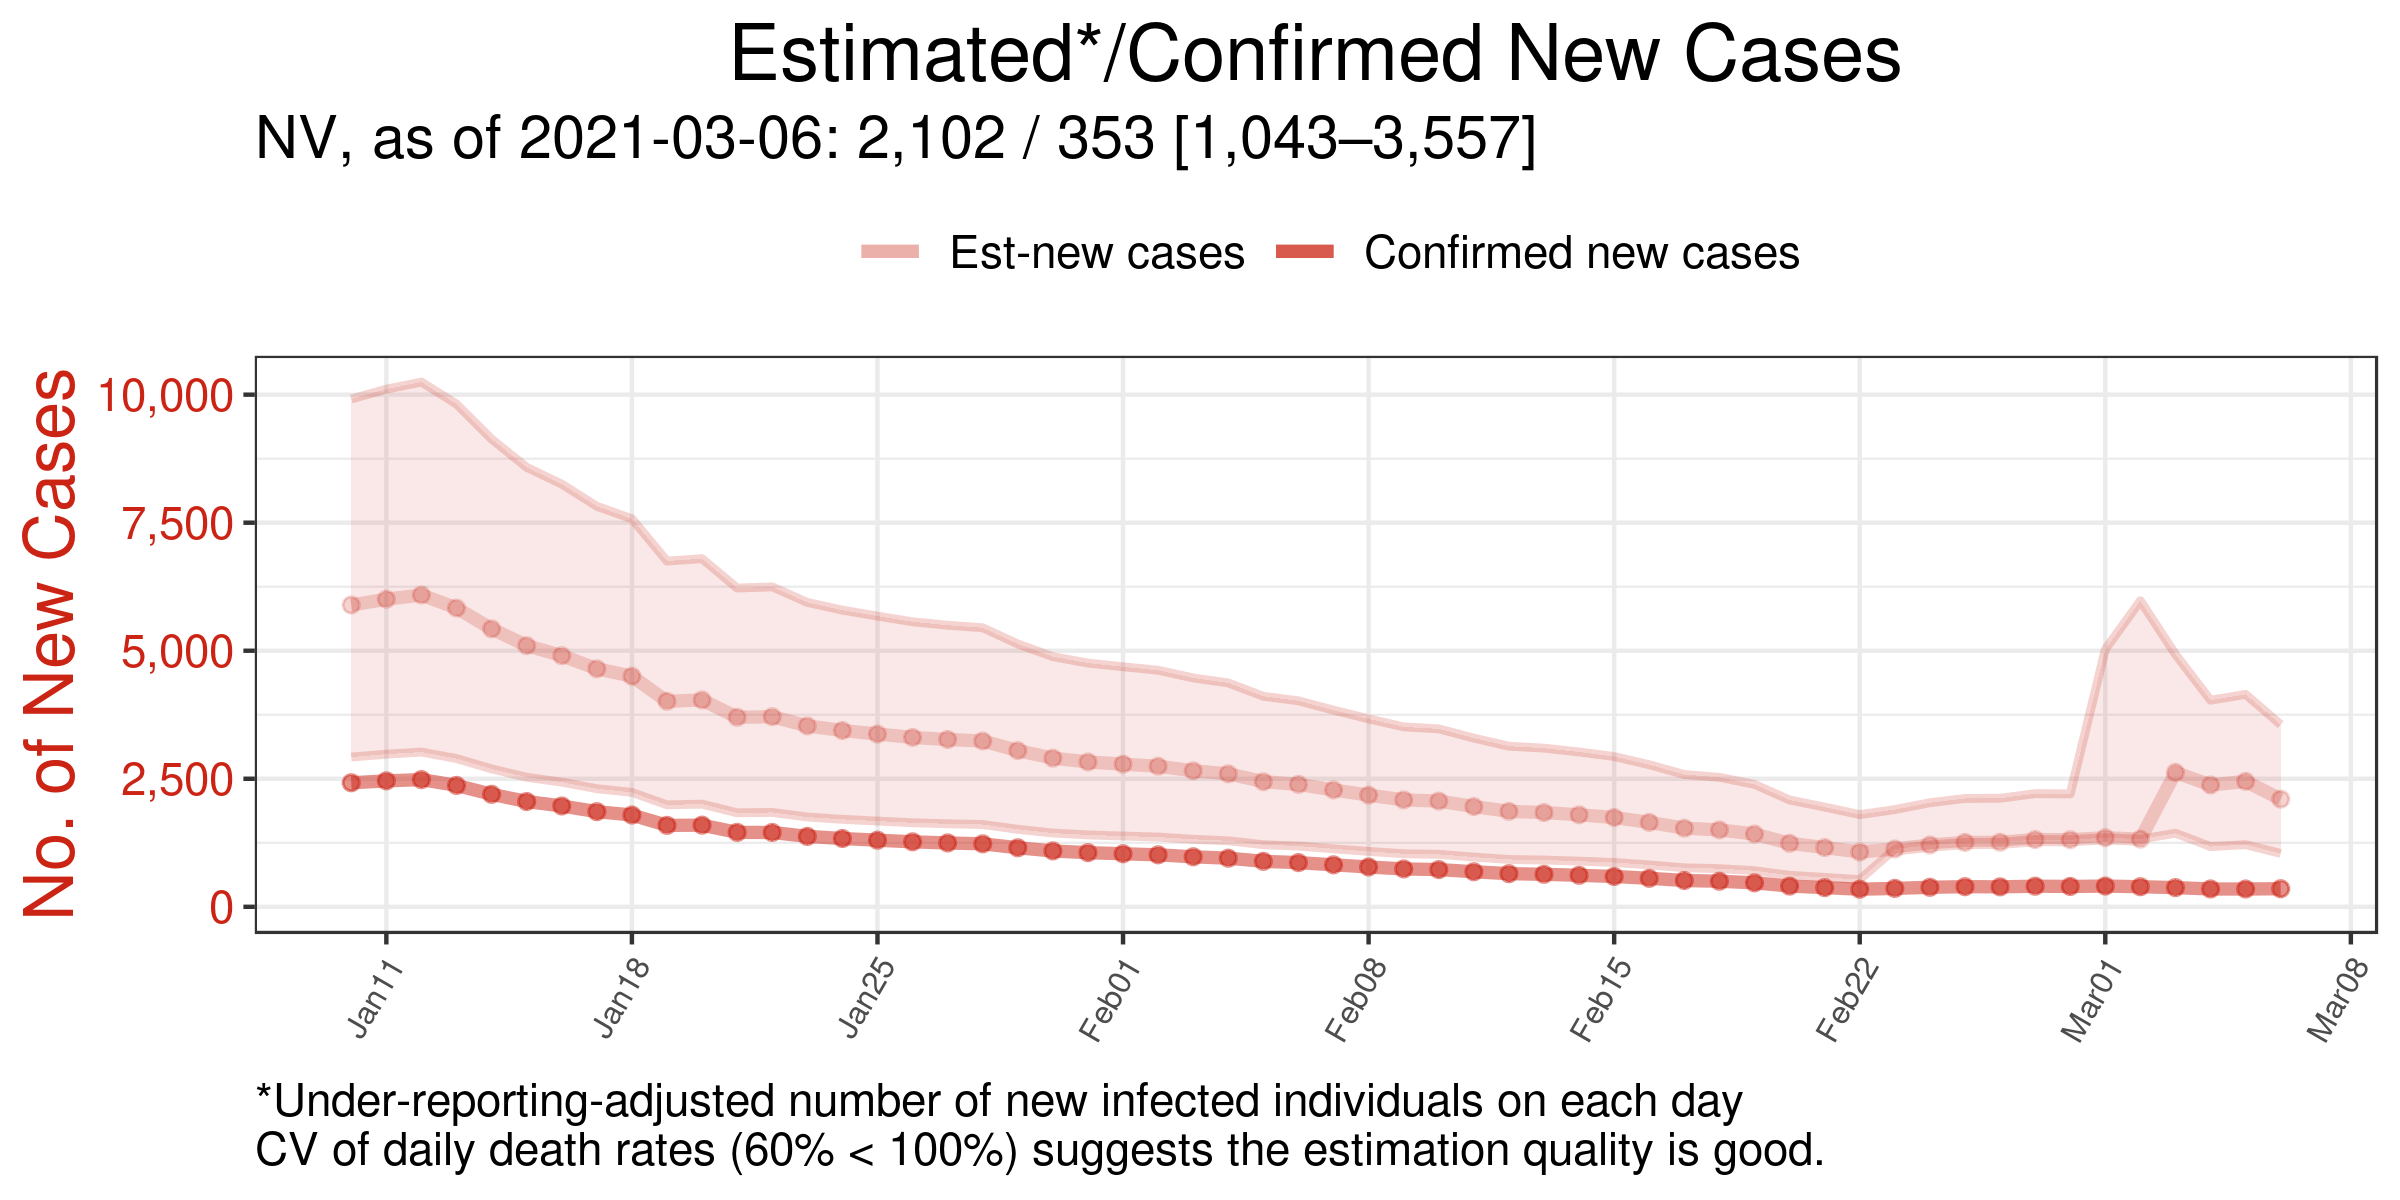 Estimated*/Confirmed New Cases
NV, as of 2021-03-06: 2,102 / 353 [1,043–3,557]
Est-new cases
Confirmed new cases
No. of New Cases
10,000
7,500
5,000
2,500
0
Jan11
Jan18
Jan25
Feb01
Feb08
Feb15
Feb22
Mar01
Mar08
*Under-reporting-adjusted number of new infected individuals on each day
CV of daily death rates (60% < 100%) suggests the estimation quality is good.